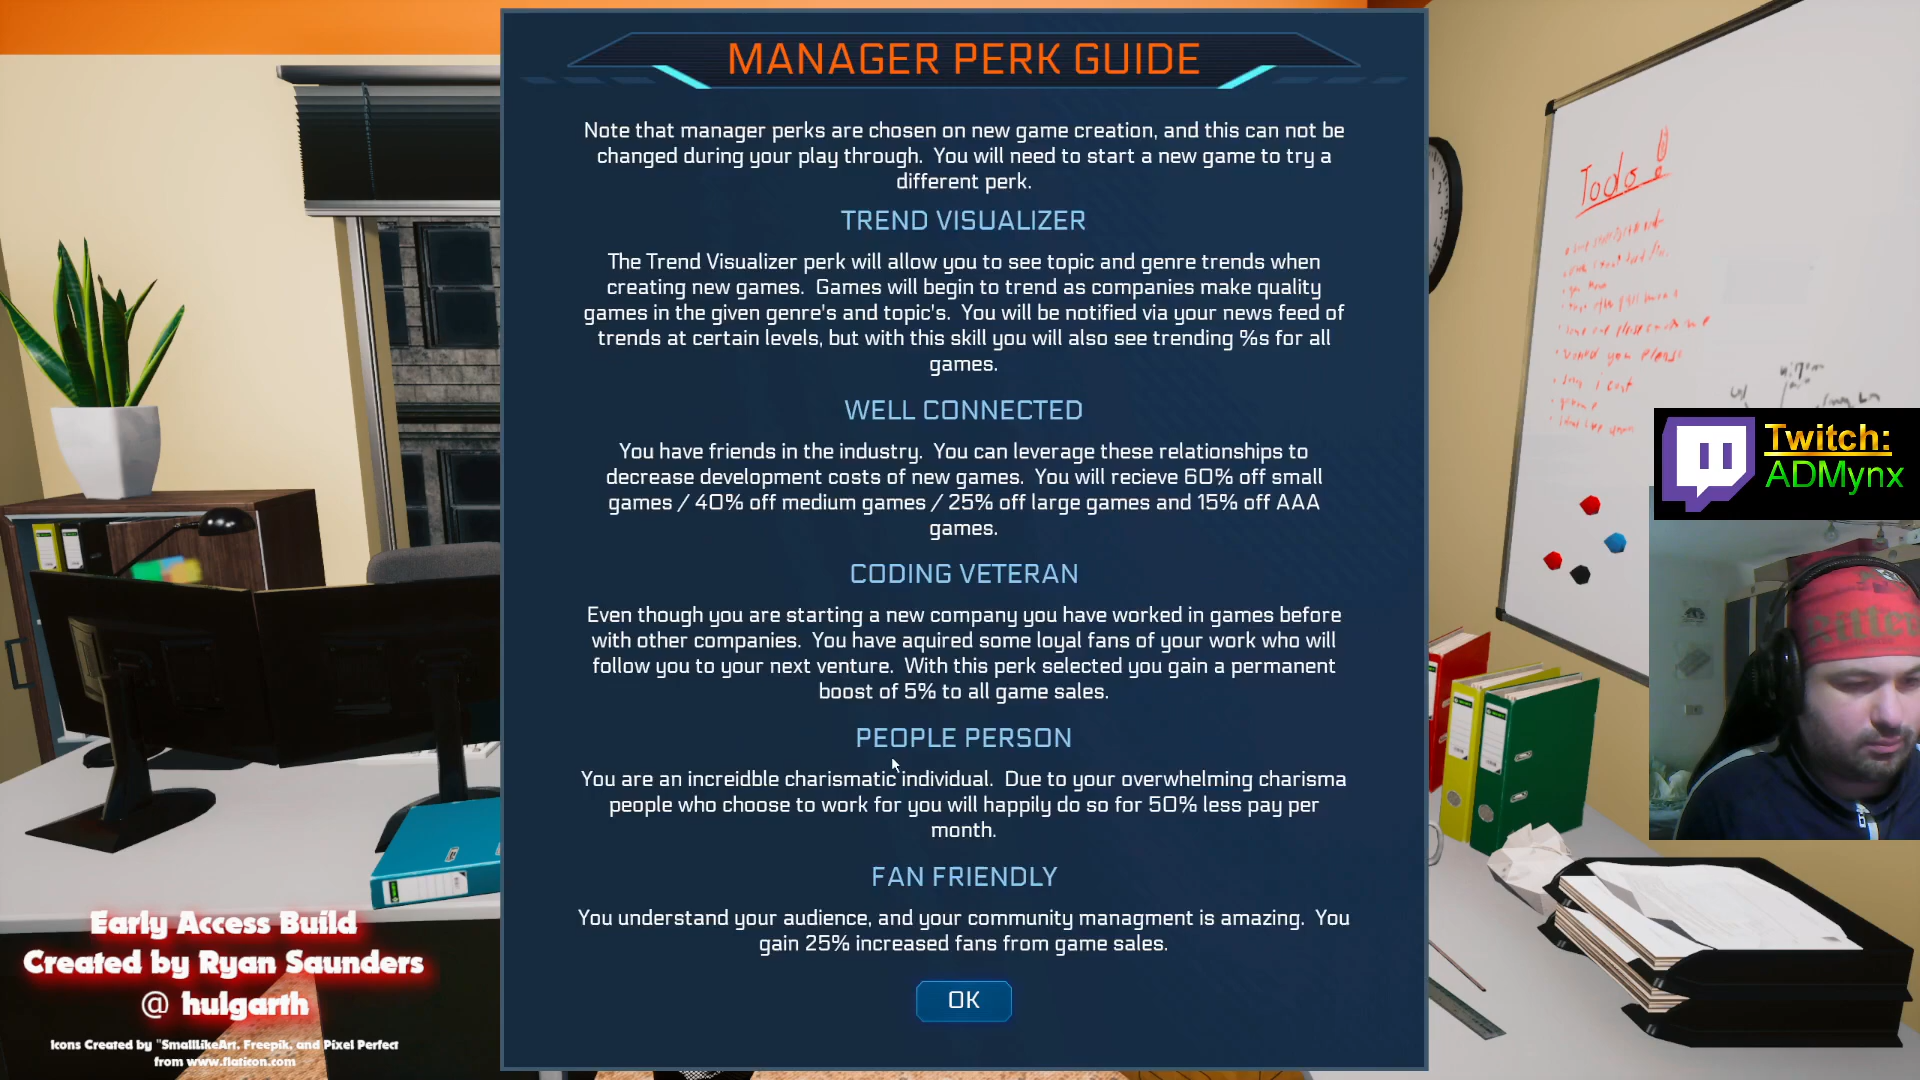 MANAGER PERK GUIDE
Note that manager perks are chosen on new game creation, and this can not be
changed during your play through. You will need to start a new game to try a
different perk.
TREND VISUALIZER
The Trend Visualizer perk will allow you to see topic and genre trends when
creating new games. Games will begin to trend as companies make quality
games in the given genre's and topic's. You will be notified via your news feed of
trends at certain levels, but with this skill you will also see trending %s for all
games.
WELL CONNECTED
You have friends in the industry. You can leverage these relationships to
decrease development costs of new games. You will recieve 60% off small
games / 40% off medium games / 25% off large games and 15% off AAA
games.
CODING VETERAN
Even though you are starting a new company you have worked in games before
with other companies. You have aquired some loyal fans of your work who will
follow you to your next venture. With this perk selected you gain a permanent
boost of 5% to all game sales.
PEOPLE PERSON
You are an increidble charismatic individual. Due to your overwhelming charisma
people who choose to work for you will happily do so for 50% less pay per
month.
FAN FRIENDLY
You understand your audience, and your community managment is amazing. You
gain 25% increased fans from game sales.
OK
Todo!
Twitch:
ADMynx
Early Access Build
Created by Ryan Saunders
@ hulgarth
Icons Created by "SmallLikeArt, Freepik, and Pixel Perfect
from www.flaticon.com